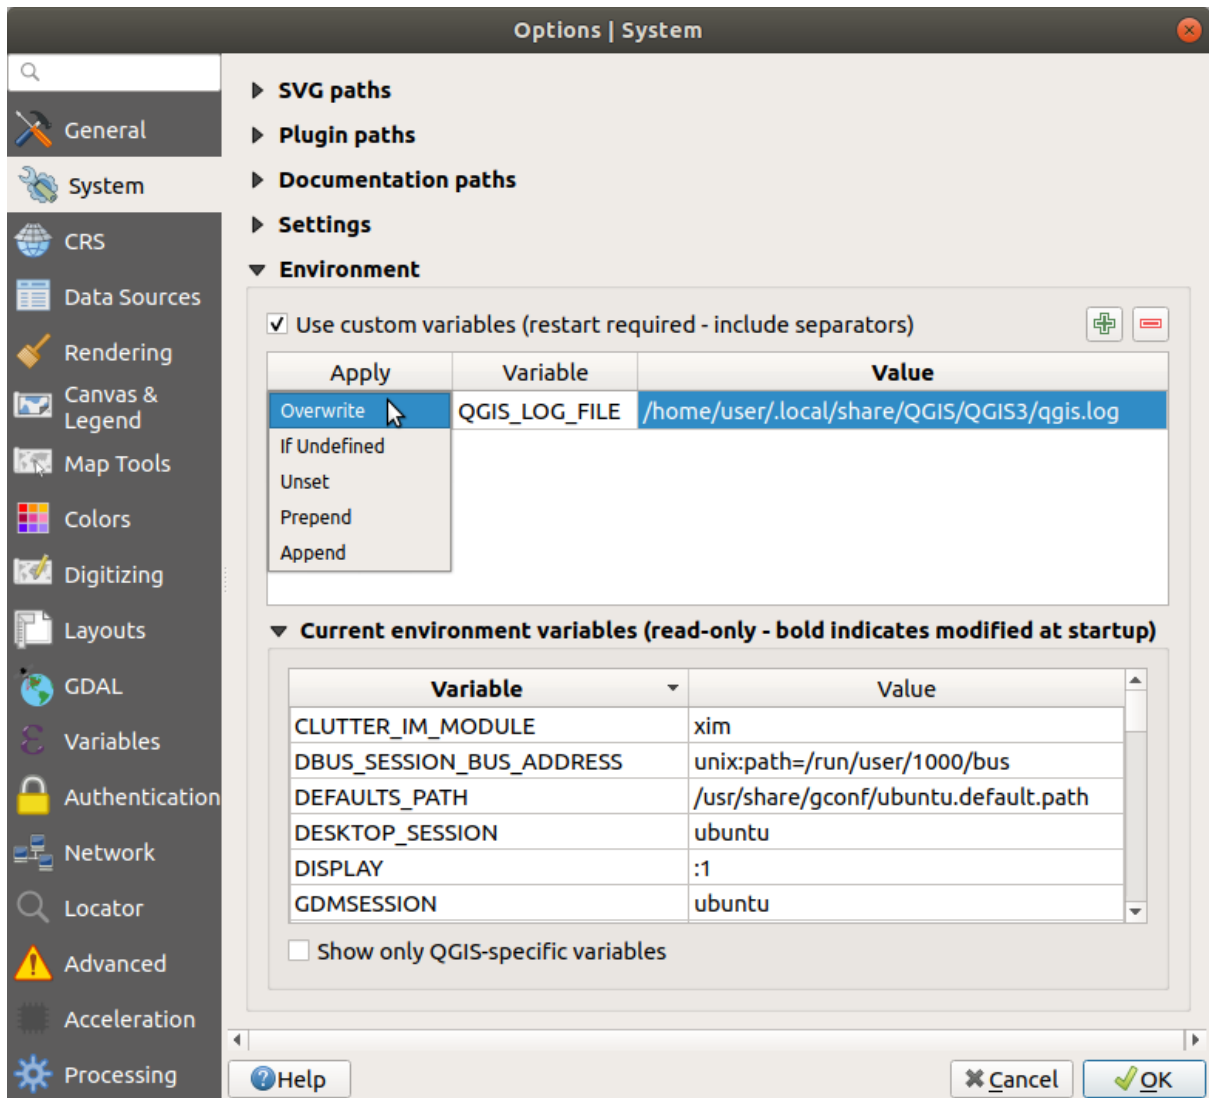 Options | System
General
System
CRS
Data Sources
Rendering
Canvas &
Legend
Map Tools
Colors
Digitizing
Layouts
GDAL
Variables
Authentication
Network
Locator
Advanced
Acceleration
Processing
SVG paths
Plugin paths
Documentation paths
Settings
Environment
Use custom variables (restart required - include separators)
Apply Variable Value
Overwrite QGIS_LOG_FILE /home/user/.local/share/QGIS/QGIS3/qgis.log
If Undefined
Unset
Prepend
Append
Current environment variables (read-only - bold indicates modified at startup)
Variable Value
CLUTTER_IM_MODULE xim
DBUS_SESSION_BUS_ADDRESS unix:path=/run/user/1000/bus
DEFAULTS_PATH /usr/share/gconf/ubuntu.default.path
DESKTOP_SESSION ubuntu
DISPLAY :1
GDMSESSION ubuntu
Show only QGIS-specific variables
Help Cancel OK